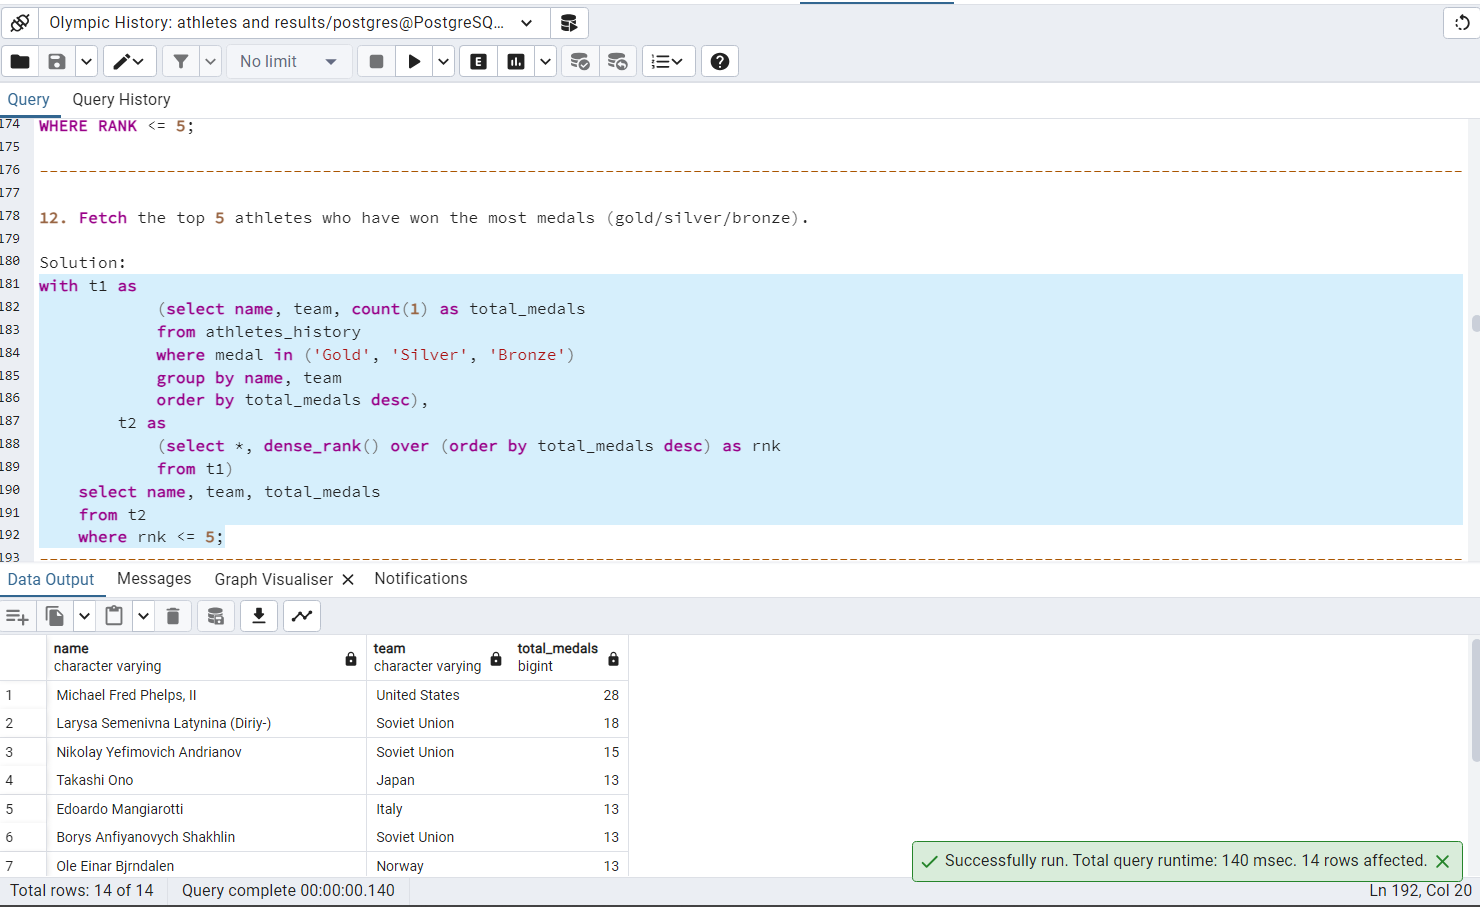 Olympic History: athletes and results/postgres@PostgreSQ...
No limit
E
Query Query History
174 WHERE RANK <= 5;
175
176 --------------------------------------------------------------------------------------------------------------------------------------------------
177
178 12. Fetch the top 5 athletes who have won the most medals (gold/silver/bronze).
179
180 Solution:
181 with t1 as
182 (select name, team, count(1) as total_medals
183 from athletes_history
184 where medal in ('Gold', 'Silver', 'Bronze')
185 group by name, team
186 order by total_medals desc),
187 t2 as
188 (select *, dense_rank() over (order by total_medals desc) as rnk
189 from t1)
190 select name, team, total_medals
191 from t2
192 where rnk <= 5;
193 --------------------------------------------------------------------------------------------------------------------------------------------------
Data Output Messages Graph Visualiser Notifications
name team total_medals
character varying character varying bigint
1 Michael Fred Phelps, II United States 28
2 Larysa Semenivna Latynina (Diriy-) Soviet Union 18
3 Nikolay Yefimovich Andrianov Soviet Union 15
4 Takashi Ono Japan 13
5 Edoardo Mangiarotti Italy 13
6 Borys Anfiyanovych Shakhlin Soviet Union 13
7 Ole Einar Bjrndalen Norway 13
Successfully run. Total query runtime: 140 msec. 14 rows affected.
Total rows: 14 of 14 Query complete 00:00:00.140 Ln 192, Col 20